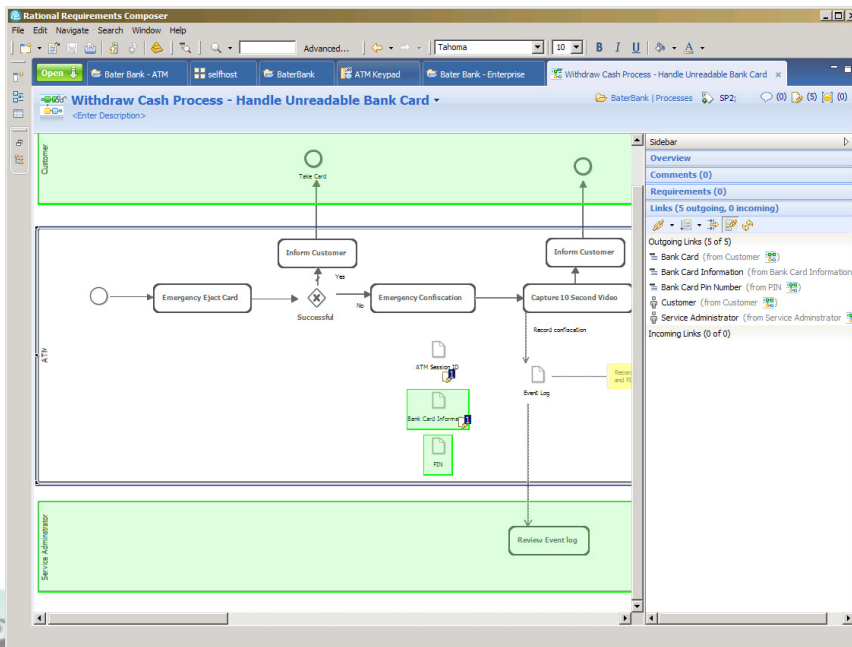 Rational Requirements Composer
File Edit Navigate Search Window Help
Advanced... Tahoma 10 B I U A
Open Bater Bank - ATM selfhost BaterBank ATM Keypad Bater Bank - Enterprise Withdraw Cash Process - Handle Unreadable Bank Card
Withdraw Cash Process - Handle Unreadable Bank Card
BaterBank | Processes SP2; (0) (5) (0)
<Enter Description>
Customer
Take Card
ATM
Inform Customer
Inform Customer
Yes
Emergency Eject Card
Emergency Confiscation
Capture 10 Second Video
No
Successful
Record confiscation
ATM Session ID
Event Log
Recor
and PI
Bank Card Informa
PIN
Service Adminstrator
Review Event log
Sidebar
Overview
Comments (0)
Requirements (0)
Links (5 outgoing, 0 incoming)
Outgoing Links (5 of 5)
Bank Card (from Customer )
Bank Card Information (from Bank Card Information
Bank Card Pin Number (from PIN )
Customer (from Customer )
Service Administrator (from Service Adminstrator
Incoming Links (0 of 0)